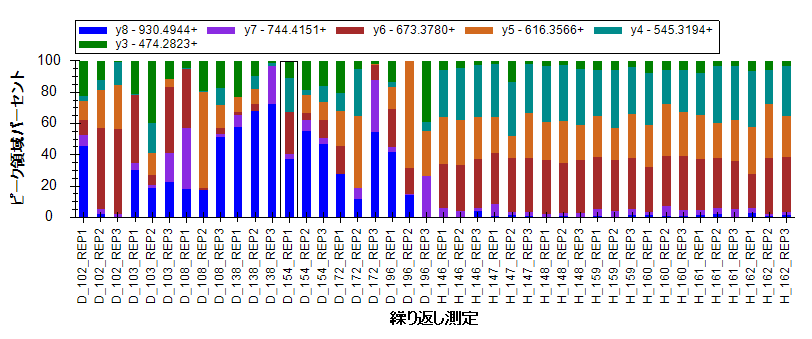 y8 - 930.4944+ y7 - 744.4151+ y6 - 673.3780+ y5 - 616.3566+ y4 - 545.3194+
y3 - 474.2823+
ピーク領域パーセント
100
80
60
40
20
0
D_102_REP1
D_102_REP2
D_102_REP3
D_103_REP1
D_103_REP2
D_103_REP3
D_108_REP1
D_108_REP2
D_108_REP3
D_138_REP1
D_138_REP2
D_138_REP3
D_154_REP1
D_154_REP2
D_154_REP3
D_172_REP1
D_172_REP2
D_172_REP3
D_196_REP1
D_196_REP2
D_196_REP3
H_146_REP1
H_146_REP2
H_146_REP3
H_147_REP1
H_147_REP2
H_147_REP3
H_148_REP1
H_148_REP2
H_148_REP3
H_159_REP1
H_159_REP2
H_159_REP3
H_160_REP1
H_160_REP2
H_160_REP3
H_161_REP1
H_161_REP2
H_161_REP3
H_162_REP1
H_162_REP2
H_162_REP3
繰り返し測定